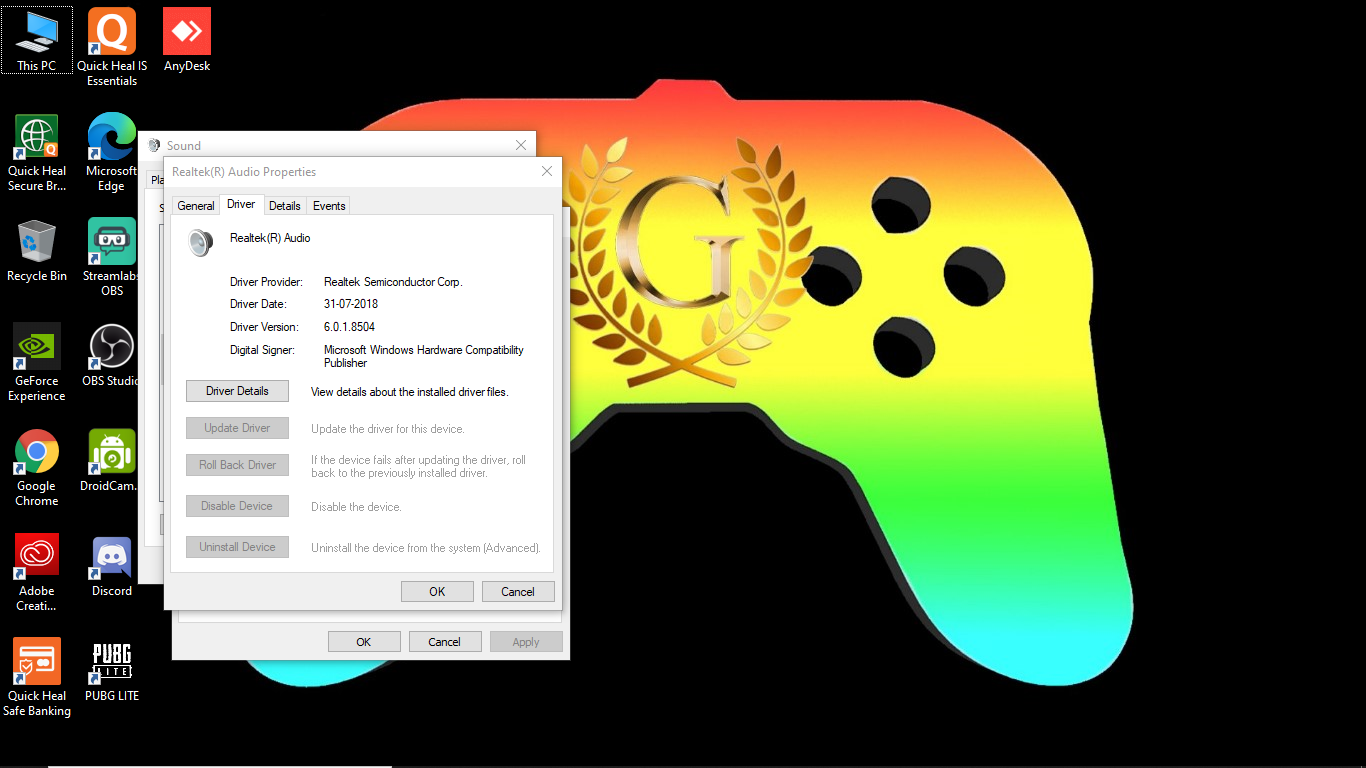 This PC
Quick Heal IS
Essentials
AnyDesk
Quick Heal
Secure Br...
Microsoft
Edge
Recycle Bin
Streamlabs
OBS
GeForce
Experience
OBS Studio
Google
Chrome
DroidCam...
Adobe
Creati...
Discord
Quick Heal
Safe Banking
PUBG
LITE
PUBG LITE
Sound
Pla
S
Realtek(R) Audio Properties
General
Driver
Details
Events
Realtek(R) Audio
Driver Provider: Realtek Semiconductor Corp.
Driver Date: 31-07-2018
Driver Version: 6.0.1.8504
Digital Signer: Microsoft Windows Hardware Compatibility
Publisher
Driver Details View details about the installed driver files.
Update Driver Update the driver for this device.
Roll Back Driver If the device fails after updating the driver, roll
back to the previously installed driver.
Disable Device Disable the device.
Uninstall Device Uninstall the device from the system (Advanced).
OK Cancel
OK Cancel Apply
G